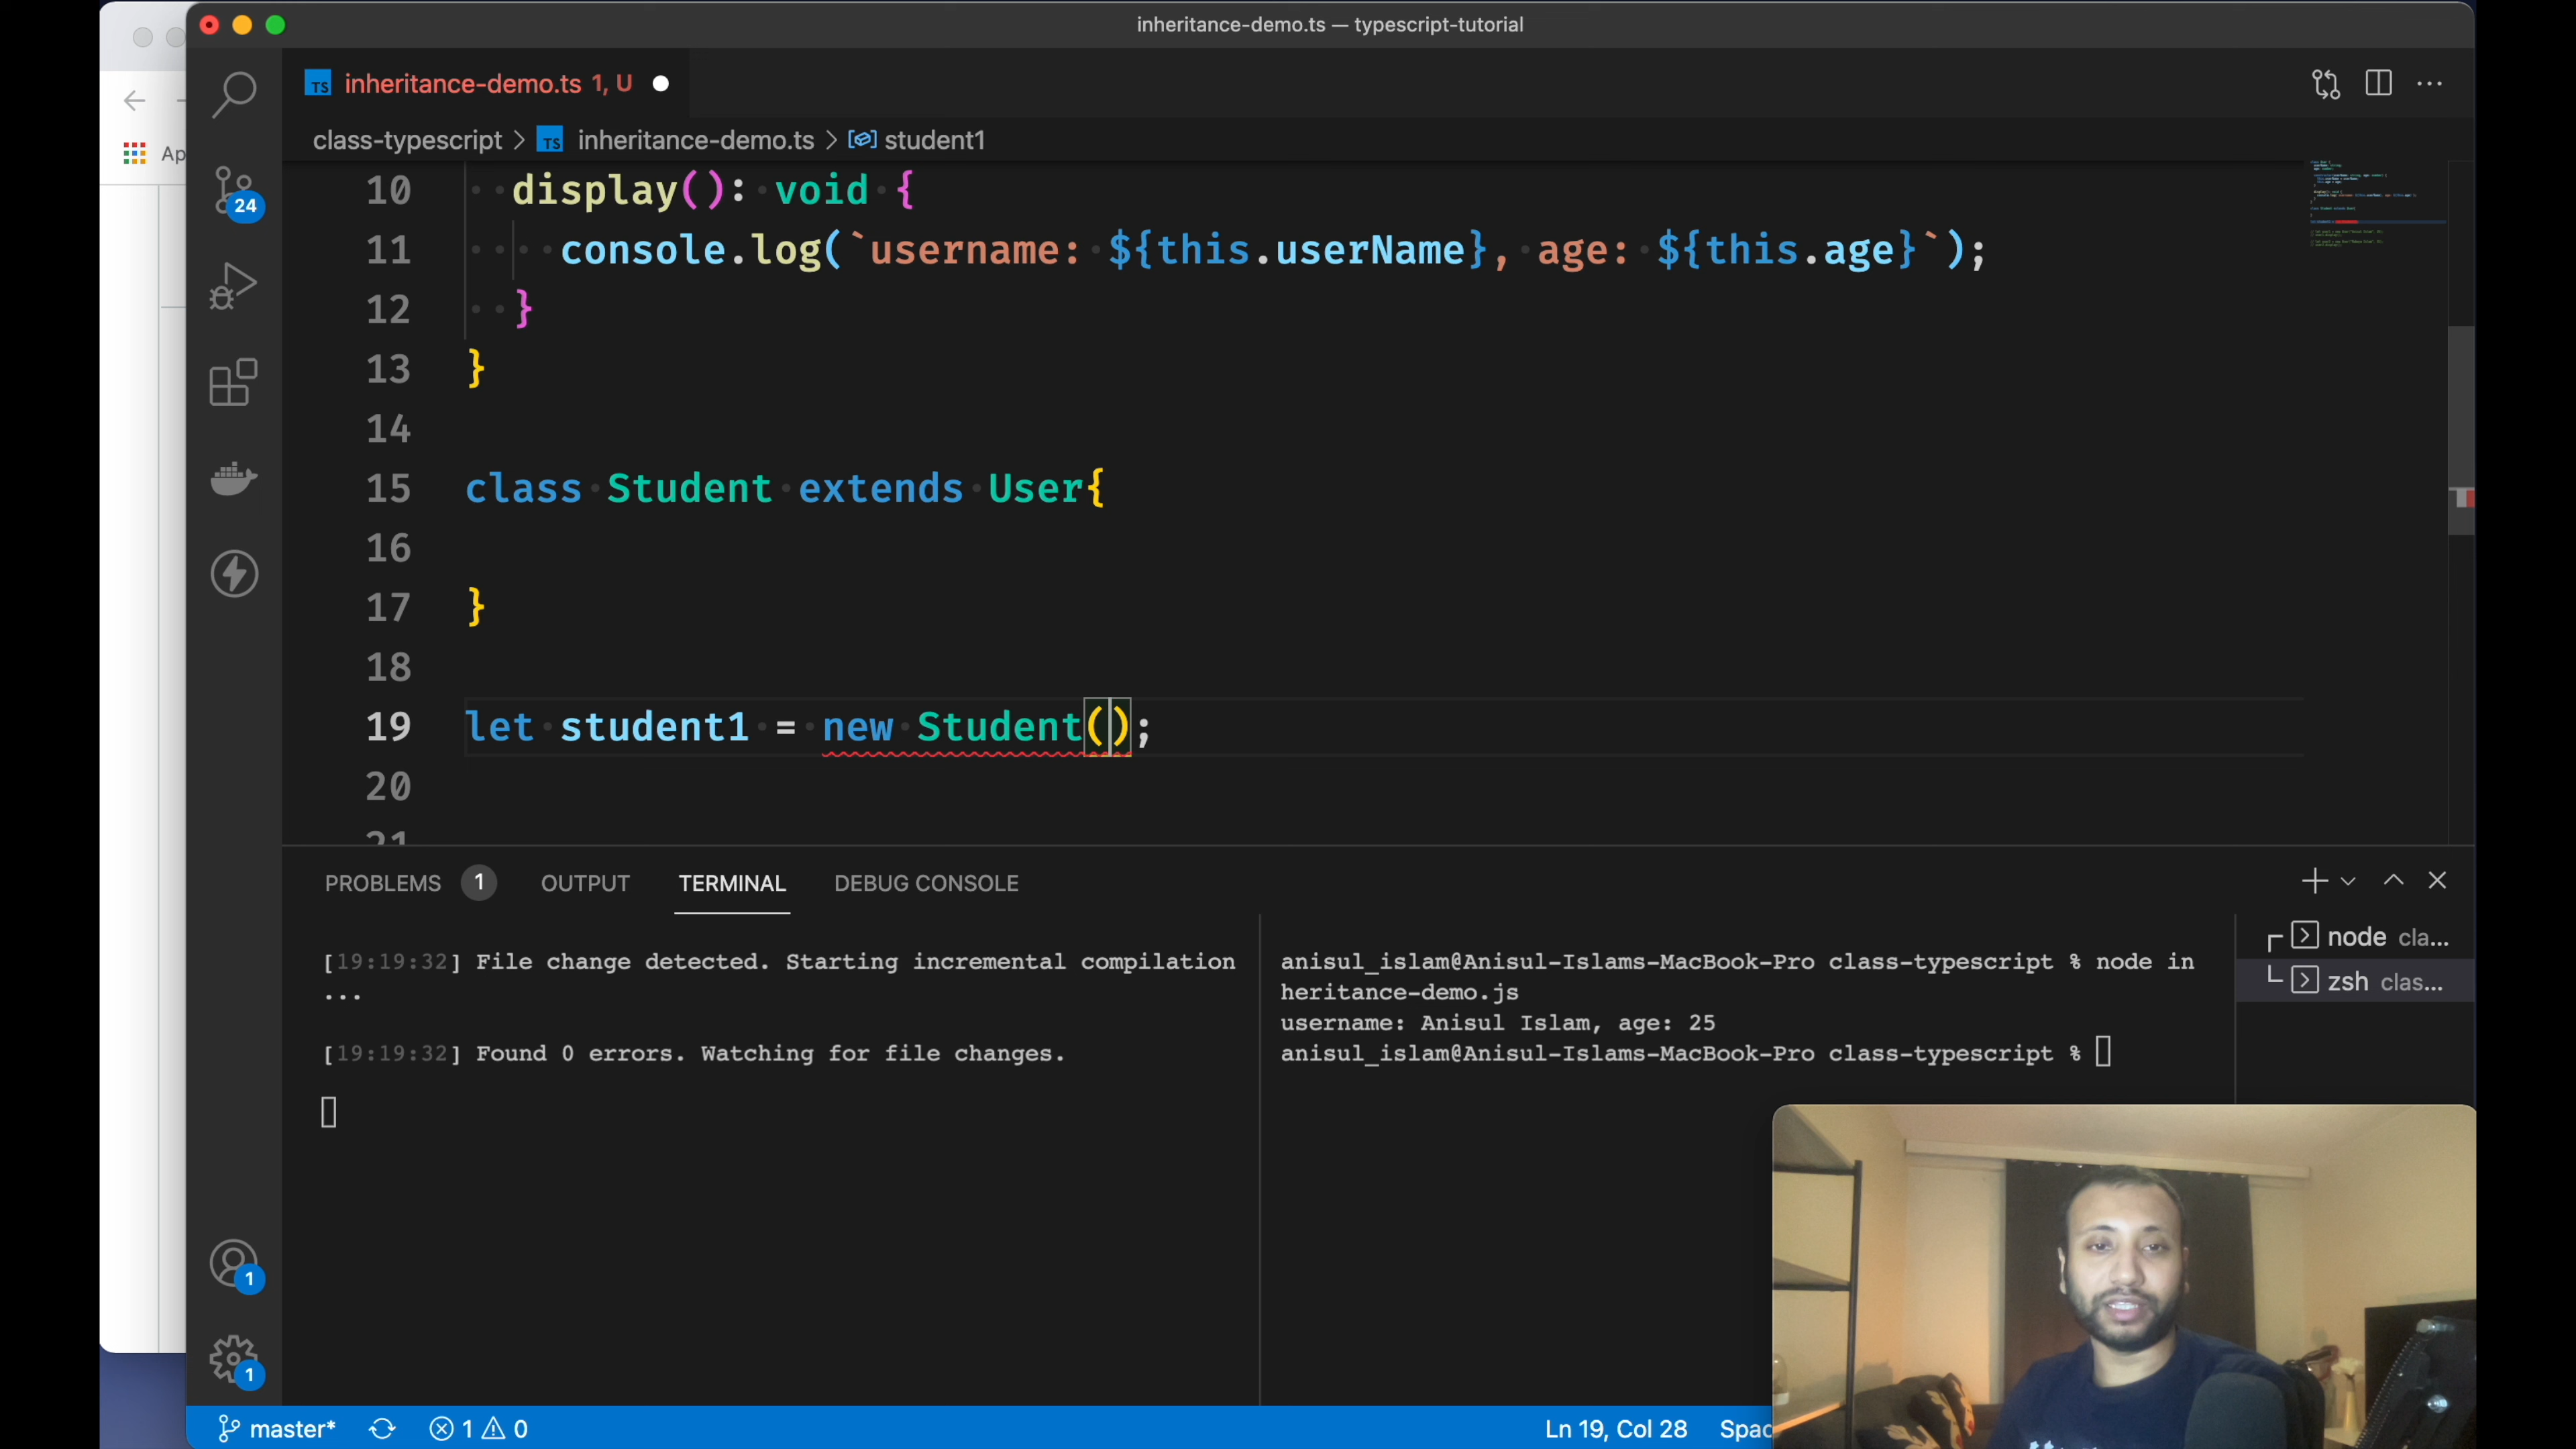 inheritance-demo.ts — typescript-tutorial
TS inheritance-demo.ts 1, U
Ap
class-typescript > TS inheritance-demo.ts > student1
24
10 display(): void {
11 console.log(`username: ${this.userName}, age: ${this.age}`);
12 }
13 }
14
15 class Student extends User{
16
17 }
18
19 let student1 = new Student();
20
21
PROBLEMS 1 OUTPUT TERMINAL DEBUG CONSOLE
[19:19:32] File change detected. Starting incremental compilation
...
[19:19:32] Found 0 errors. Watching for file changes.
anisul_islam@Anisul-Islams-MacBook-Pro class-typescript % node in
heritance-demo.js
username: Anisul Islam, age: 25
anisul_islam@Anisul-Islams-MacBook-Pro class-typescript %
node cla...
zsh clas...
1
1
master* 1 0 Ln 19, Col 28 Spac